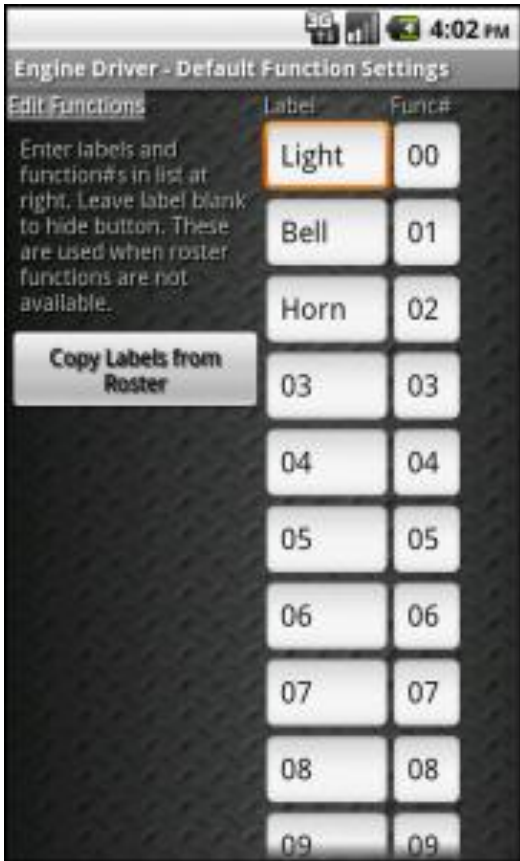 3G
4:02 PM
Engine Driver - Default Function Settings
Edit Functions
Label Func#
Enter labels and
function#s in list at
right. Leave label blank
to hide button. These
are used when roster
functions are not
available.
Copy Labels from
Roster
Light 00
Bell 01
Horn 02
03 03
04 04
05 05
06 06
07 07
08 08
09 09